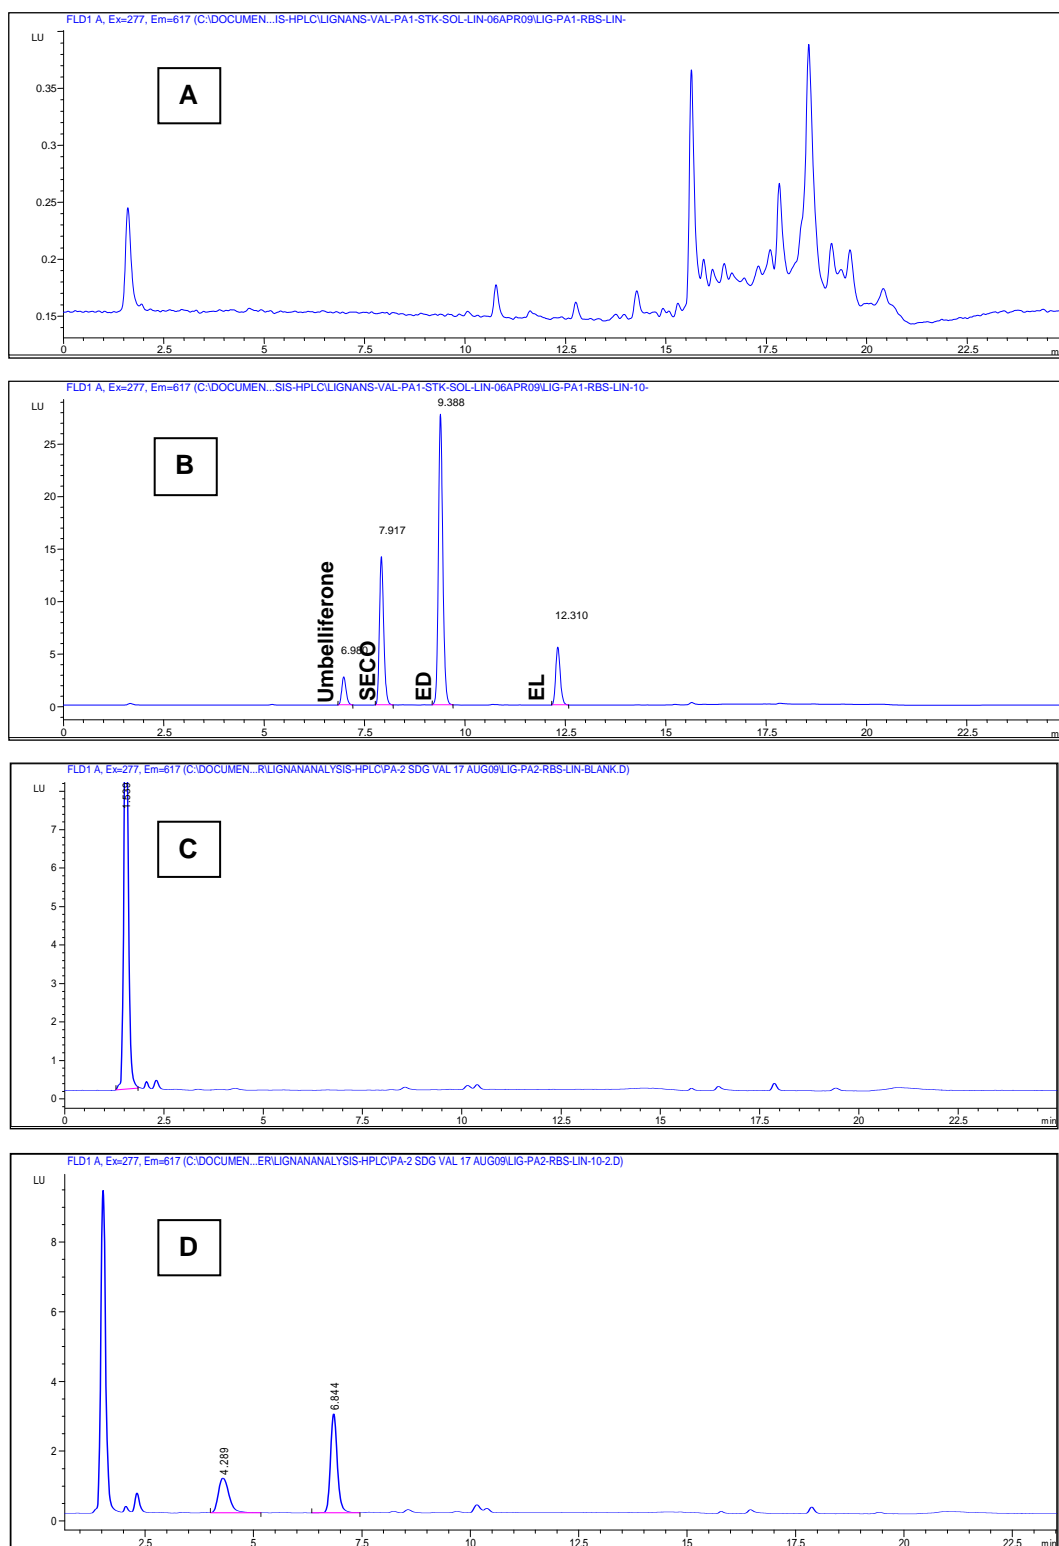 FLD1 A, Ex=277, Em=617 (C:\DOCUMEN...IS-HPLC\LIGNANS-VAL-PA1-STK-SOL-LIN-06APR09\LIG-PA1-RBS-LIN-
LU
A
0.35
0.3
0.25
0.2
0.15
0 2.5 5 7.5 10 12.5 15 17.5 20 22.5 m
FLD1 A, Ex=277, Em=617 (C:\DOCUMEN...SIS-HPLC\LIGNANS-VAL-PA1-STK-SOL-LIN-06APR09\LIG-PA1-RBS-LIN-10-
LU
9.388
B
25
20
15
10
5
0
7.917
12.310
6.980
Umbelliferone
SECO
ED
EL
0 2.5 5 7.5 10 12.5 15 17.5 20 22.5 m
FLD1 A, Ex=277, Em=617 (C:\DOCUMEN...R\LIGNANANALYSIS-HPLC\PA-2 SDG VAL 17 AUG09\LIG-PA2-RBS-LIN-BLANK.D)
LU
C
7
6
5
4
3
2
1
0
0 2.5 5 7.5 10 12.5 15 17.5 20 22.5 min
FLD1 A, Ex=277, Em=617 (C:\DOCUMEN...ER\LIGNANANALYSIS-HPLC\PA-2 SDG VAL 17 AUG09\LIG-PA2-RBS-LIN-10-2.D)
LU
D
8
6
4
2
0
4.289
6.844
2.5 5 7.5 10 12.5 15 17.5 20 22.5 min